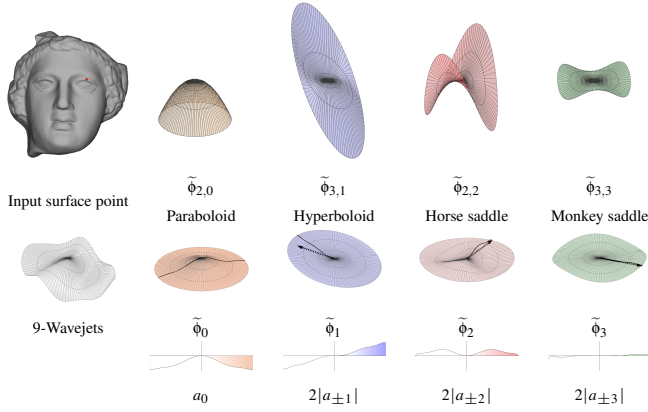 Input surface point
ϕ̃2,0
Paraboloid
ϕ̃3,1
Hyperboloid
ϕ̃2,2
Horse saddle
ϕ̃3,3
Monkey saddle
9-Wavejets
ϕ̃0
ϕ̃1
ϕ̃2
ϕ̃3
a0
2|a±1|
2|a±2|
2|a±3|